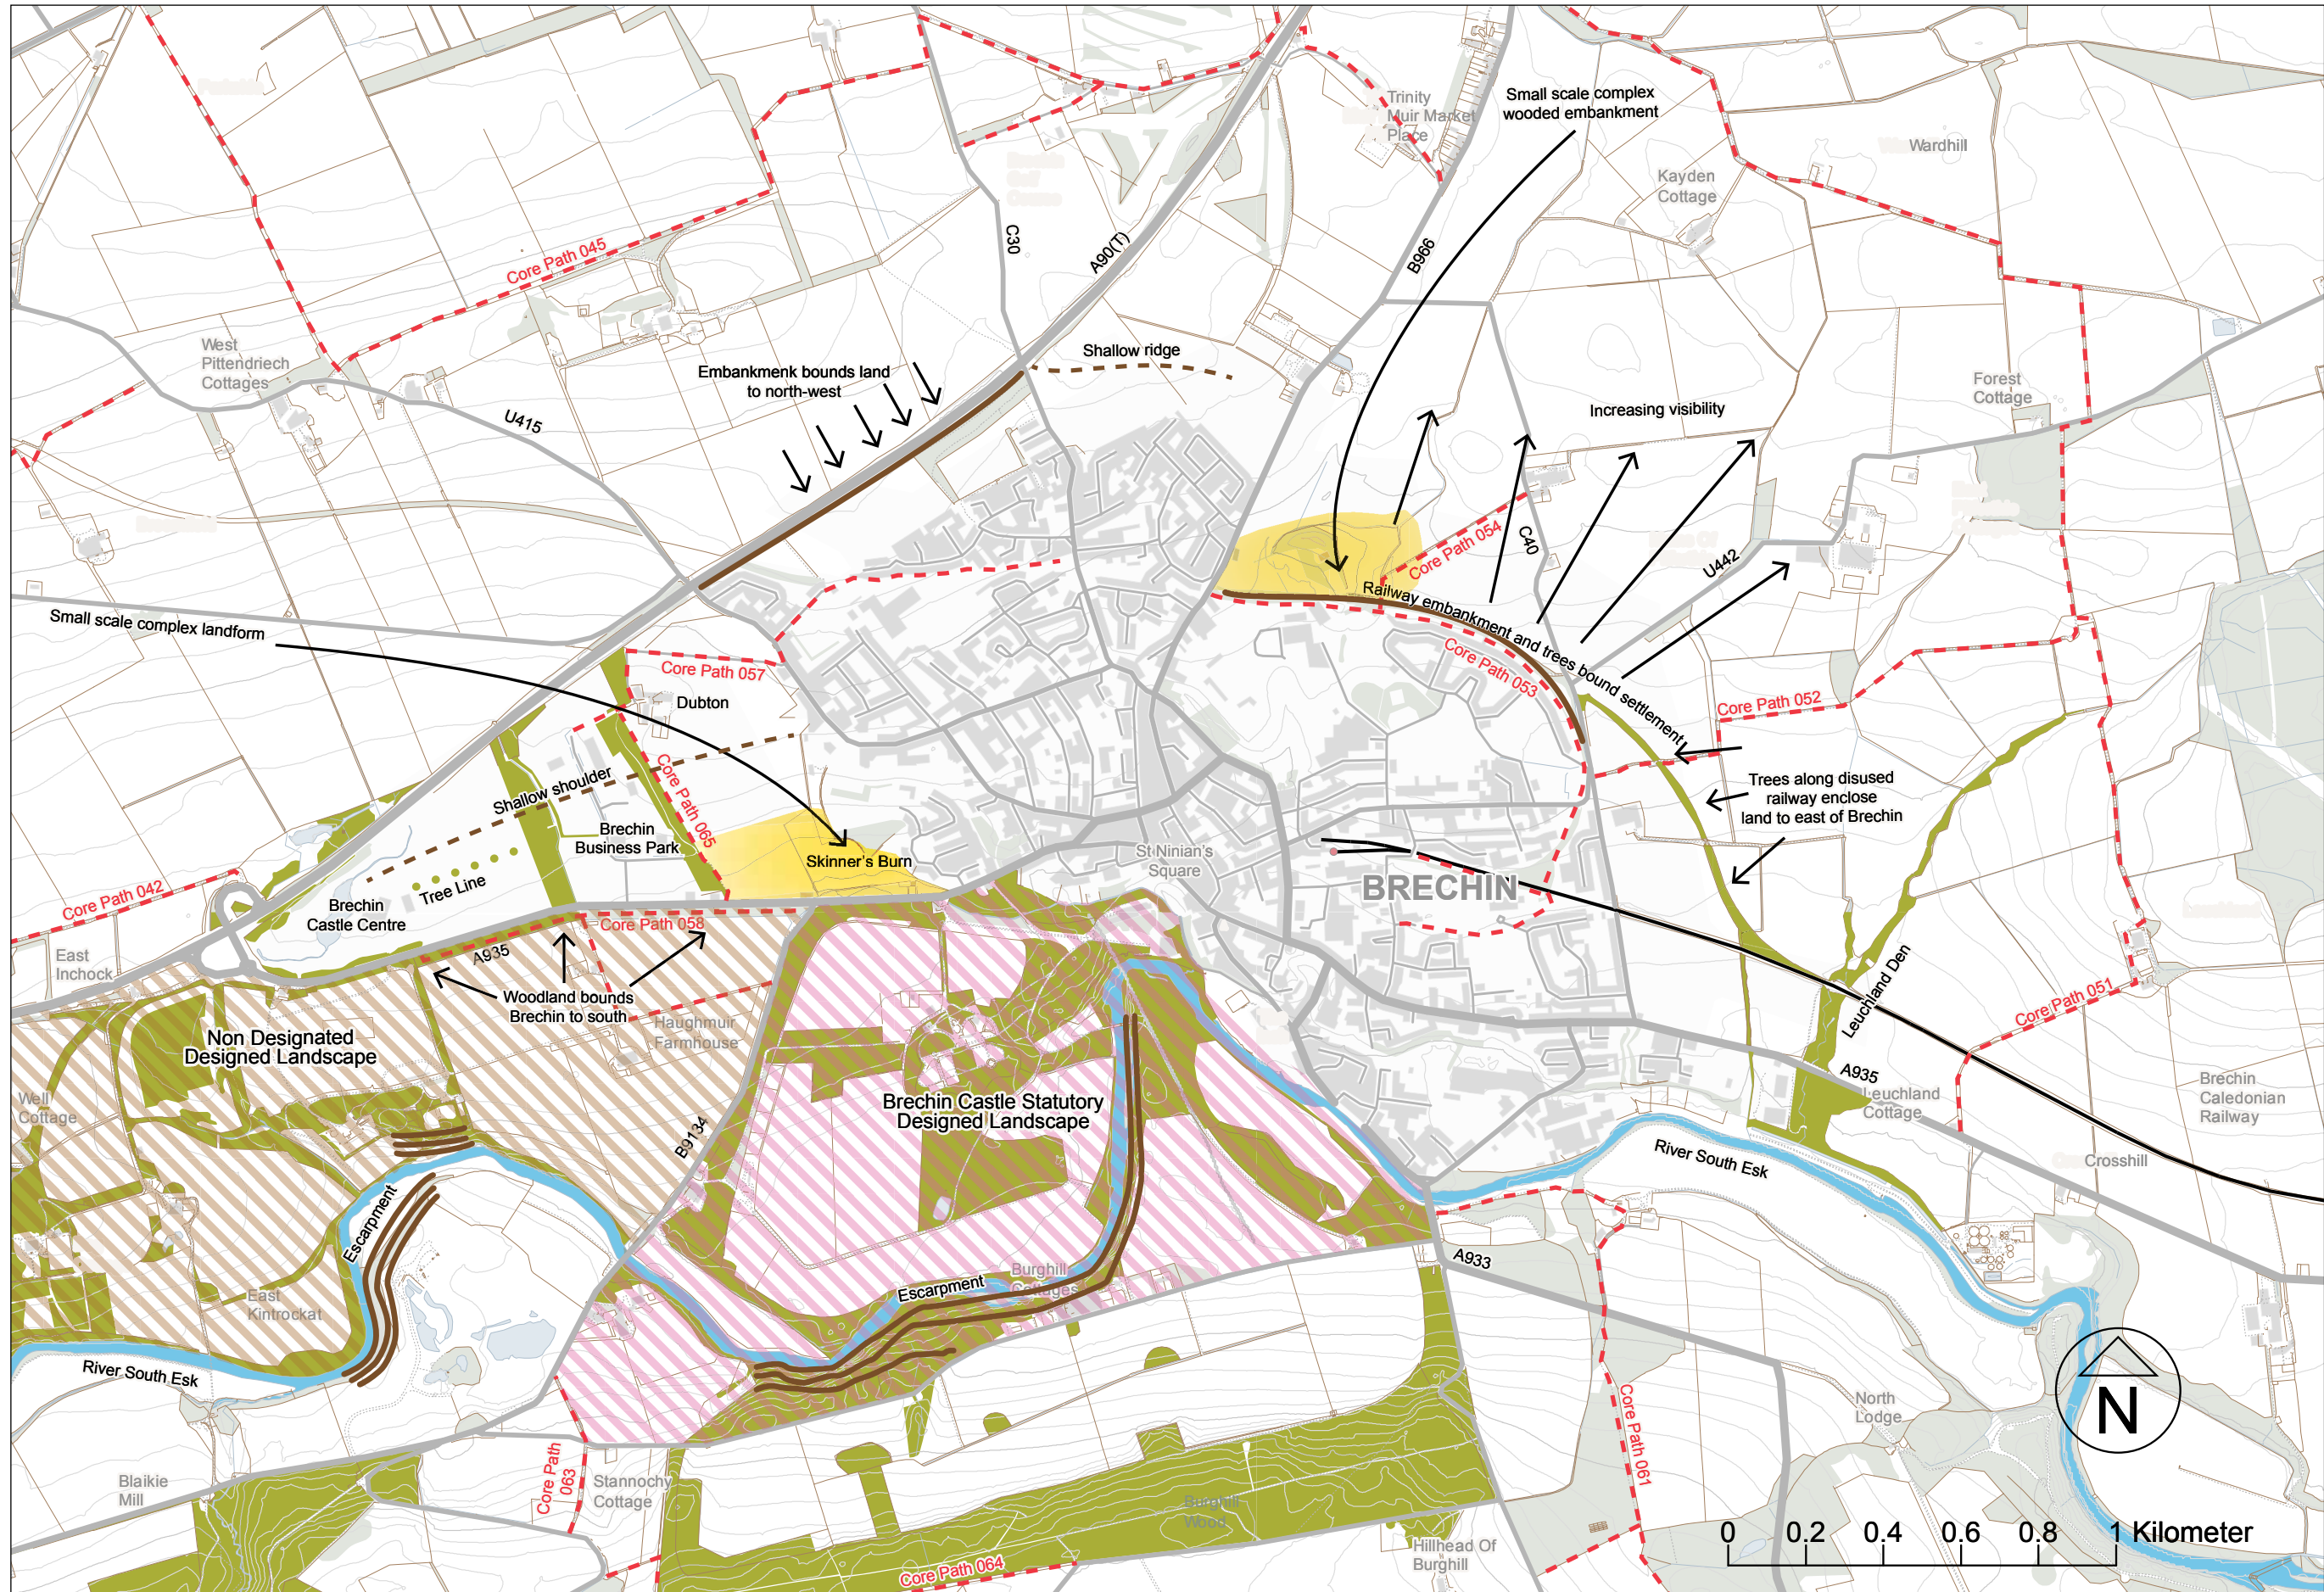 Trinity
Muir Market
Place
Small scale complex
wooded embankment
Wardhill
Kayden
Cottage
Core Path 045
C30
A90(T)
B966
West
Pittendriech
Cottages
U415
Embankmenk bounds land
to north-west
Shallow ridge
Increasing visibility
Forest
Cottage
Core Path 054
C40
U442
Small scale complex landform
Railway embankment and trees bound settlement
Core Path 057
Core Path 053
Dubton
Core Path 052
Shallow shoulder
Core Path 065
Trees along disused
railway enclose
land to east of Brechin
Brechin
Business Park
Skinner's Burn
St Ninian's
Square
BRECHIN
Core Path 042
Tree Line
Brechin
Castle Centre
Core Path 058
A935
East
Inchock
Woodland bounds
Brechin to south
Haughmuir
Farmhouse
Non Designated
Designed Landscape
Leuchland Den
Core Path 051
Well
Cottage
Brechin Castle Statutory
Designed Landscape
A935
Leuchland
Cottage
Brechin
Caledonian
Railway
B9134
River South Esk
Crosshill
Escarpment
Escarpment
Burghill
Cottages
A933
East
Kintrockat
River South Esk
Core Path 061
North
Lodge
N
Blaikie
Mill
Core Path
063
Stannochy
Cottage
Burghill
Wood
Hillhead Of
Burghill
Core Path 064
0 0.2 0.4 0.6 0.8 1 Kilometer